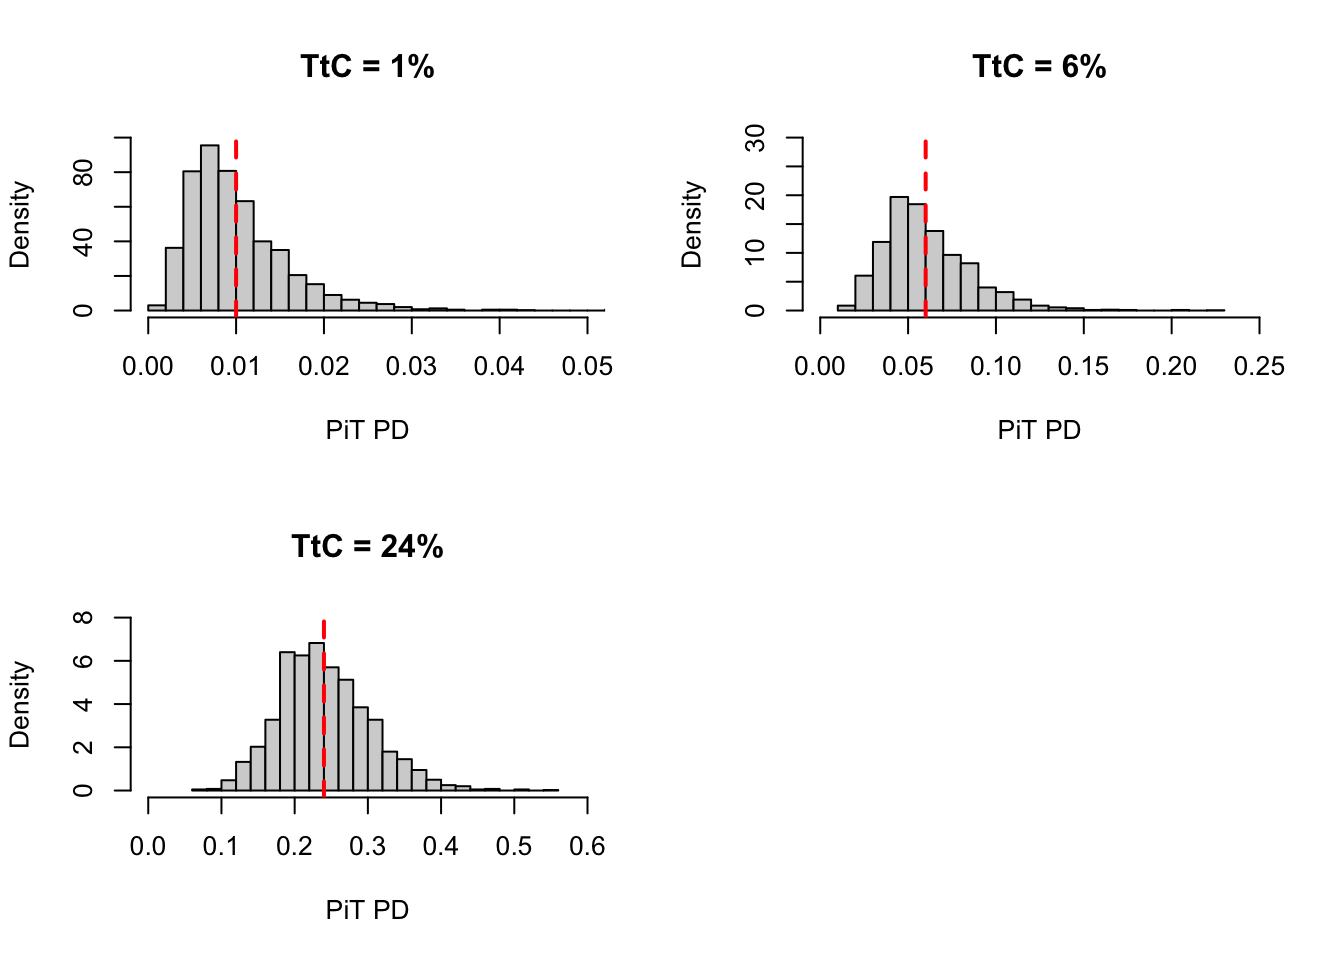 TtC = 1%
Density
0 40 80
0.00 0.01 0.02 0.03 0.04 0.05
PiT PD
TtC = 6%
Density
0 10 20 30
0.00 0.05 0.10 0.15 0.20 0.25
PiT PD
TtC = 24%
Density
0 2 4 6 8
0.0 0.1 0.2 0.3 0.4 0.5 0.6
PiT PD